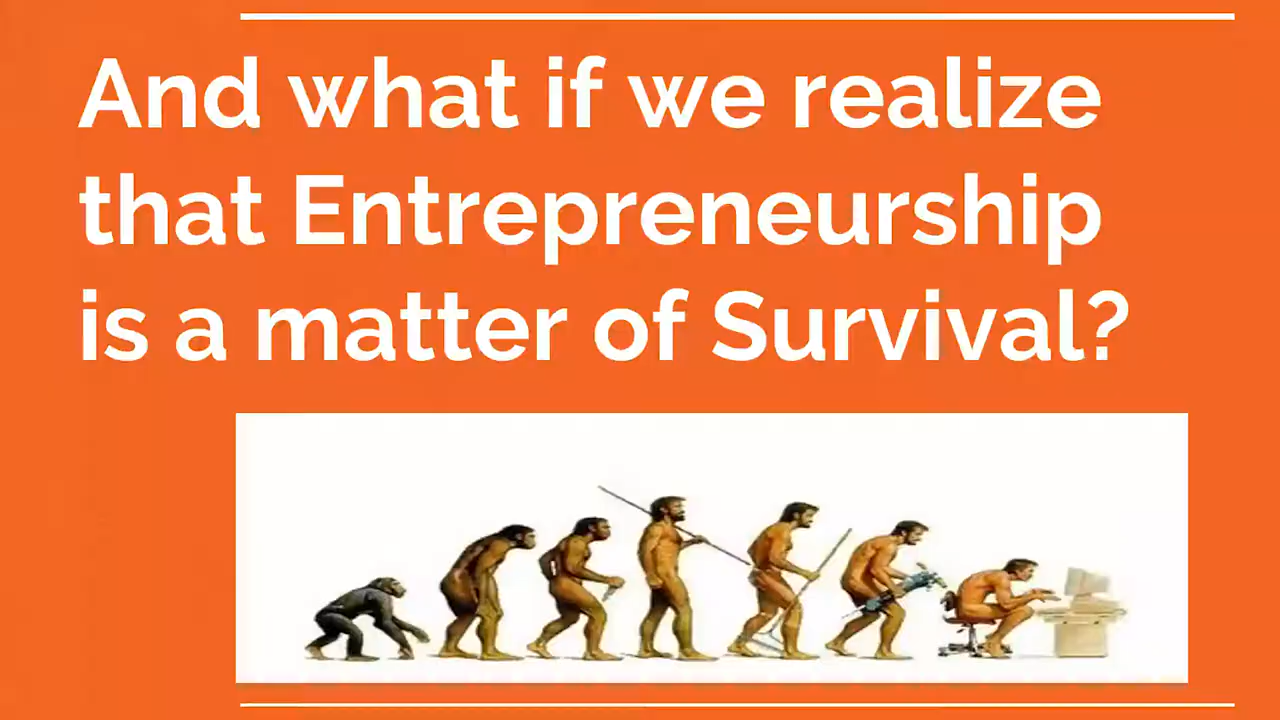 And what if we realize
that Entrepreneurship
is a matter of Survival?